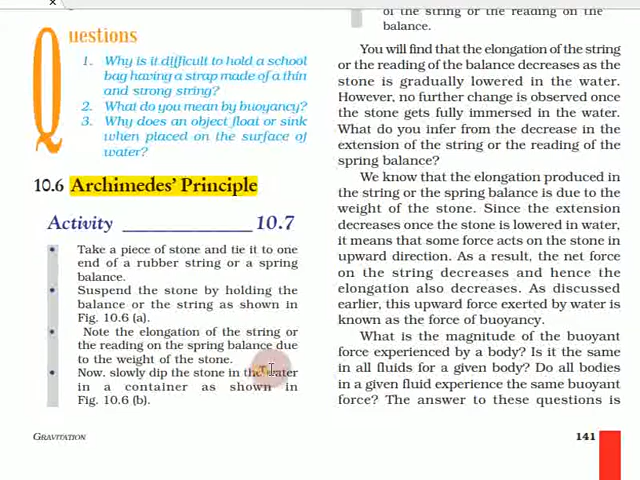 Questions
1. Why is it difficult to hold a school
bag having a strap made of a thin
and strong string?
2. What do you mean by buoyancy?
3. Why does an object float or sink
when placed on the surface of
water?
10.6 Archimedes' Principle
Activity ______________ 10.7
• Take a piece of stone and tie it to one
end of a rubber string or a spring
balance.
• Suspend the stone by holding the
balance or the string as shown in
Fig. 10.6 (a).
• Note the elongation of the string or
the reading on the spring balance due
to the weight of the stone.
• Now, slowly dip the stone in the water
in a container as shown in
Fig. 10.6 (b).
of the string or the reading on the
balance.
You will find that the elongation of the string
or the reading of the balance decreases as the
stone is gradually lowered in the water.
However, no further change is observed once
the stone gets fully immersed in the water.
What do you infer from the decrease in the
extension of the string or the reading of the
spring balance?
We know that the elongation produced in
the string or the spring balance is due to the
weight of the stone. Since the extension
decreases once the stone is lowered in water,
it means that some force acts on the stone in
upward direction. As a result, the net force
on the string decreases and hence the
elongation also decreases. As discussed
earlier, this upward force exerted by water is
known as the force of buoyancy.
What is the magnitude of the buoyant
force experienced by a body? Is it the same
in all fluids for a given body? Do all bodies
in a given fluid experience the same buoyant
force? The answer to these questions is
GRAVITATION
141